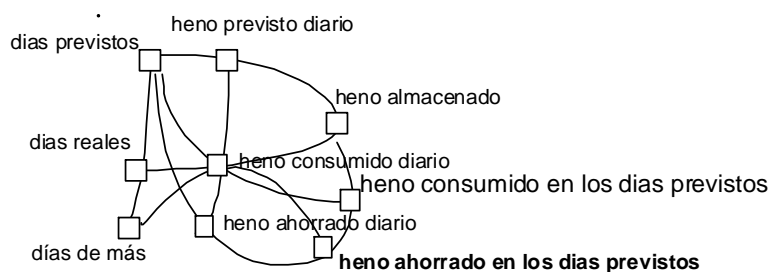 heno previsto diario
dias previstos
heno almacenado
dias reales
heno consumido diario
heno consumido en los dias previstos
heno ahorrado diario
días de más
heno ahorrado en los dias previstos